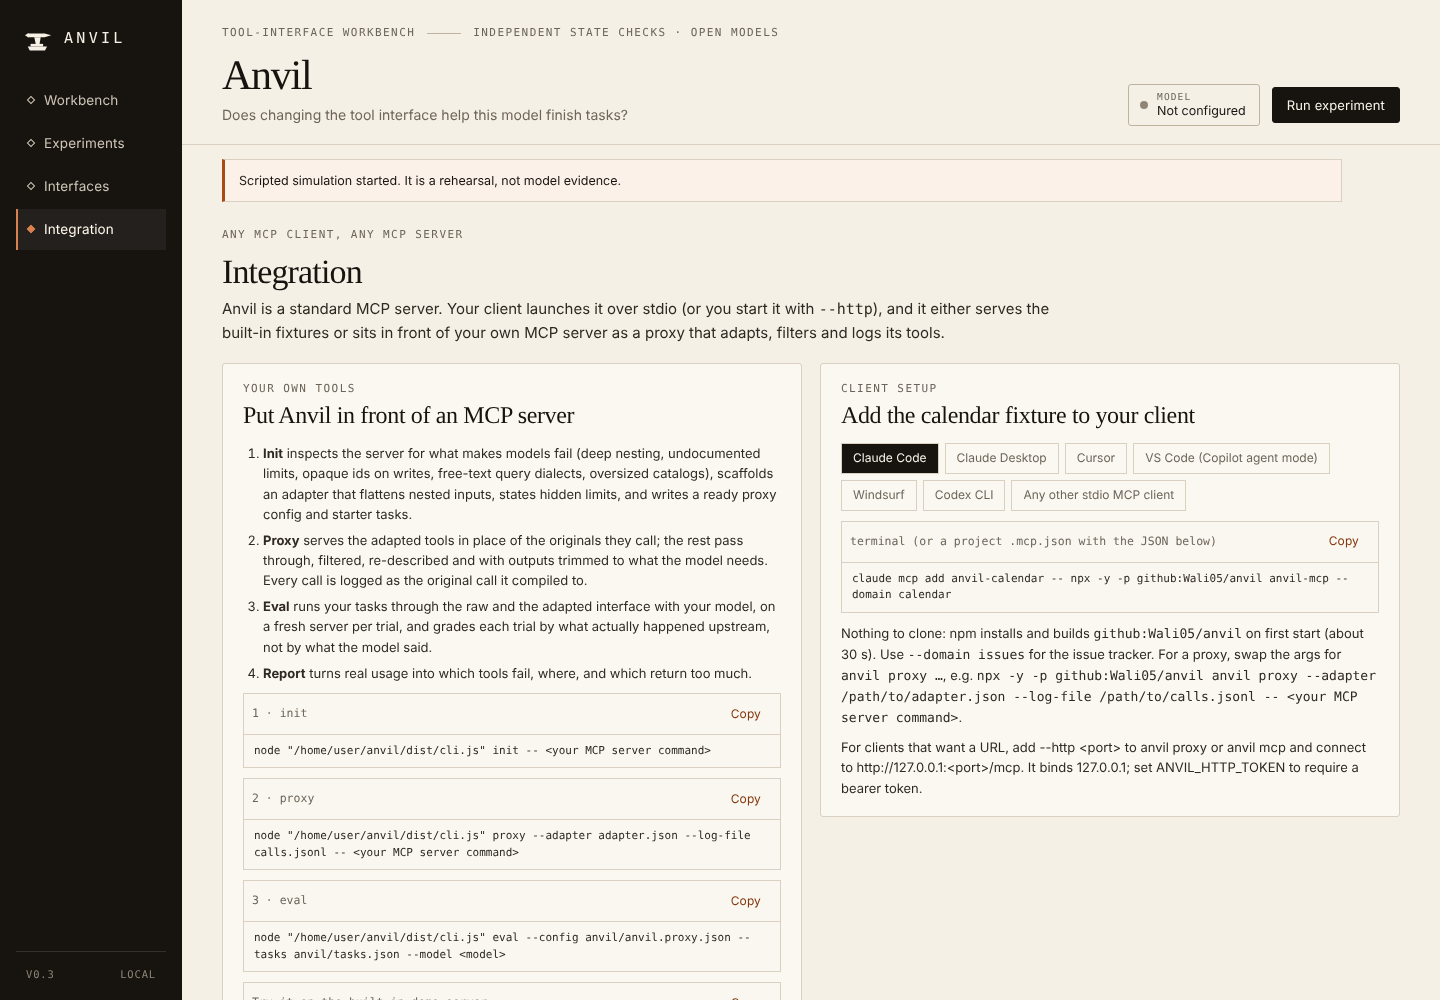 ANVIL
Workbench
Experiments
Interfaces
Integration
V0.3
LOCAL
TOOL-INTERFACE WORKBENCH
INDEPENDENT STATE CHECKS · OPEN MODELS
Anvil
Does changing the tool interface help this model finish tasks?
MODEL
Not configured
Run experiment
Scripted simulation started. It is a rehearsal, not model evidence.
ANY MCP CLIENT, ANY MCP SERVER
Integration
Anvil is a standard MCP server. Your client launches it over stdio (or you start it with --http), and it either serves the
built-in fixtures or sits in front of your own MCP server as a proxy that adapts, filters and logs its tools.
YOUR OWN TOOLS
Put Anvil in front of an MCP server
1. Init inspects the server for what makes models fail (deep nesting, undocumented
limits, opaque ids on writes, free-text query dialects, oversized catalogs), scaffolds
an adapter that flattens nested inputs, states hidden limits, and writes a ready proxy
config and starter tasks.
2. Proxy serves the adapted tools in place of the originals they call; the rest pass
through, filtered, re-described and with outputs trimmed to what the model needs.
Every call is logged as the original call it compiled to.
3. Eval runs your tasks through the raw and the adapted interface with your model, on
a fresh server per trial, and grades each trial by what actually happened upstream,
not by what the model said.
4. Report turns real usage into which tools fail, where, and which return too much.
1 · init
Copy
node "/home/user/anvil/dist/cli.js" init -- <your MCP server command>
2 · proxy
Copy
node "/home/user/anvil/dist/cli.js" proxy --adapter adapter.json --log-file
calls.jsonl -- <your MCP server command>
3 · eval
Copy
node "/home/user/anvil/dist/cli.js" eval --config anvil/anvil.proxy.json --
tasks anvil/tasks.json --model <model>
CLIENT SETUP
Add the calendar fixture to your client
Claude Code
Claude Desktop
Cursor
VS Code (Copilot agent mode)
Windsurf
Codex CLI
Any other stdio MCP client
terminal (or a project .mcp.json with the JSON below)
Copy
claude mcp add anvil-calendar -- npx -y -p github:Wali05/anvil anvil-mcp --
domain calendar
Nothing to clone: npm installs and builds github:Wali05/anvil on first start (about
30 s). Use --domain issues for the issue tracker. For a proxy, swap the args for
anvil proxy …, e.g. npx -y -p github:Wali05/anvil anvil proxy --adapter
/path/to/adapter.json --log-file /path/to/calls.jsonl -- <your MCP
server command>.
For clients that want a URL, add --http <port> to anvil proxy or anvil mcp and connect
to http://127.0.0.1:<port>/mcp. It binds 127.0.0.1; set ANVIL_HTTP_TOKEN to require a
bearer token.